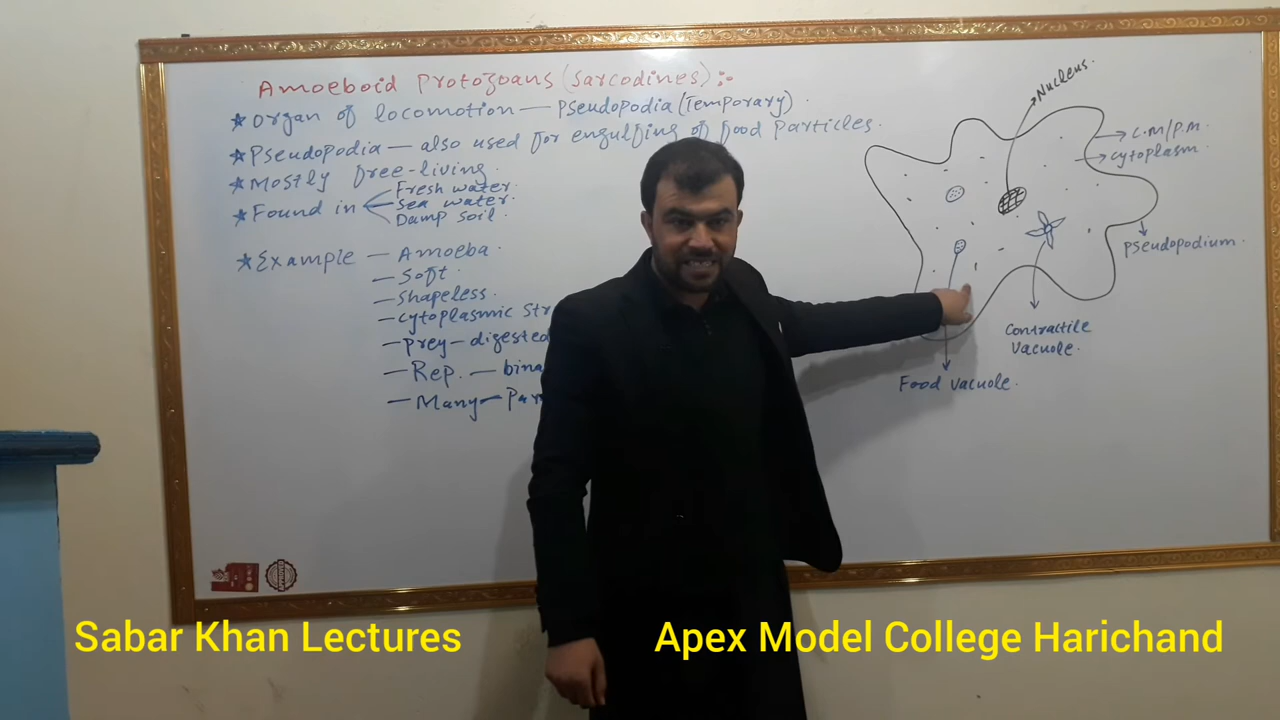 Amoeboid Protozoans (Sarcodines) :-
* Organ of locomotion — Pseudopodia (Temporary).
* Pseudopodia — also used for engulfing of food particles.
* Mostly free-living.
* Found in
Fresh water.
Sea water.
Damp soil.
* Example — Amoeba.
— Soft.
— Shapeless.
— Cytoplasmic
— Prey — digested
— Rep. —
— Many —
Nucleus.
C.M/P.M.
Cytoplasm.
Pseudopodium.
Contractile
Vacuole.
Food Vacuole.
Sabar Khan Lectures
Apex Model College Harichand